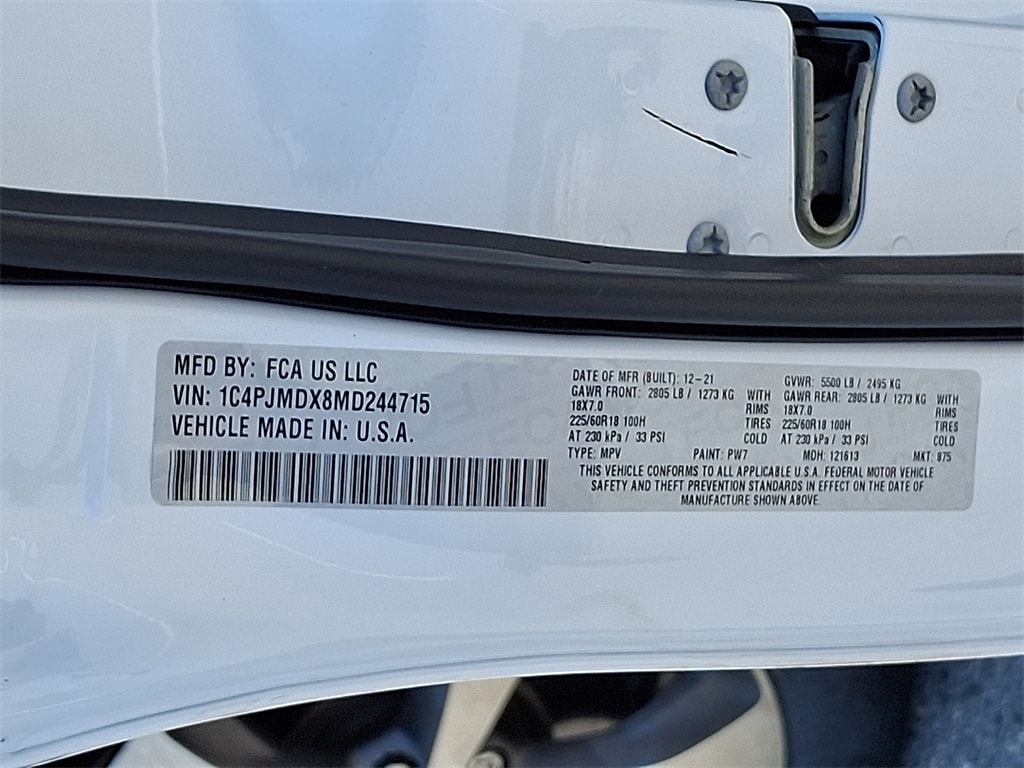 MFD BY: FCA US LLC
VIN: 1C4PJMDX8MD244715
VEHICLE MADE IN: U.S.A.
DATE OF MFR (BUILT): 12-21 GVWR: 5500 LB / 2495 KG
GAWR FRONT: 2805 LB / 1273 KG WITH GAWR REAR: 2805 LB / 1273 KG WITH
18X7.0 RIMS 18X7.0 RIMS
225/60R18 100H TIRES 225/60R18 100H TIRES
AT 230 kPa / 33 PSI COLD AT 230 kPa / 33 PSI COLD
TYPE: MPV PAINT: PW7 MDH: 121613 MKT: 875
THIS VEHICLE CONFORMS TO ALL APPLICABLE U.S.A. FEDERAL MOTOR VEHICLE
SAFETY AND THEFT PREVENTION STANDARDS IN EFFECT ON THE DATE OF
MANUFACTURE SHOWN ABOVE.